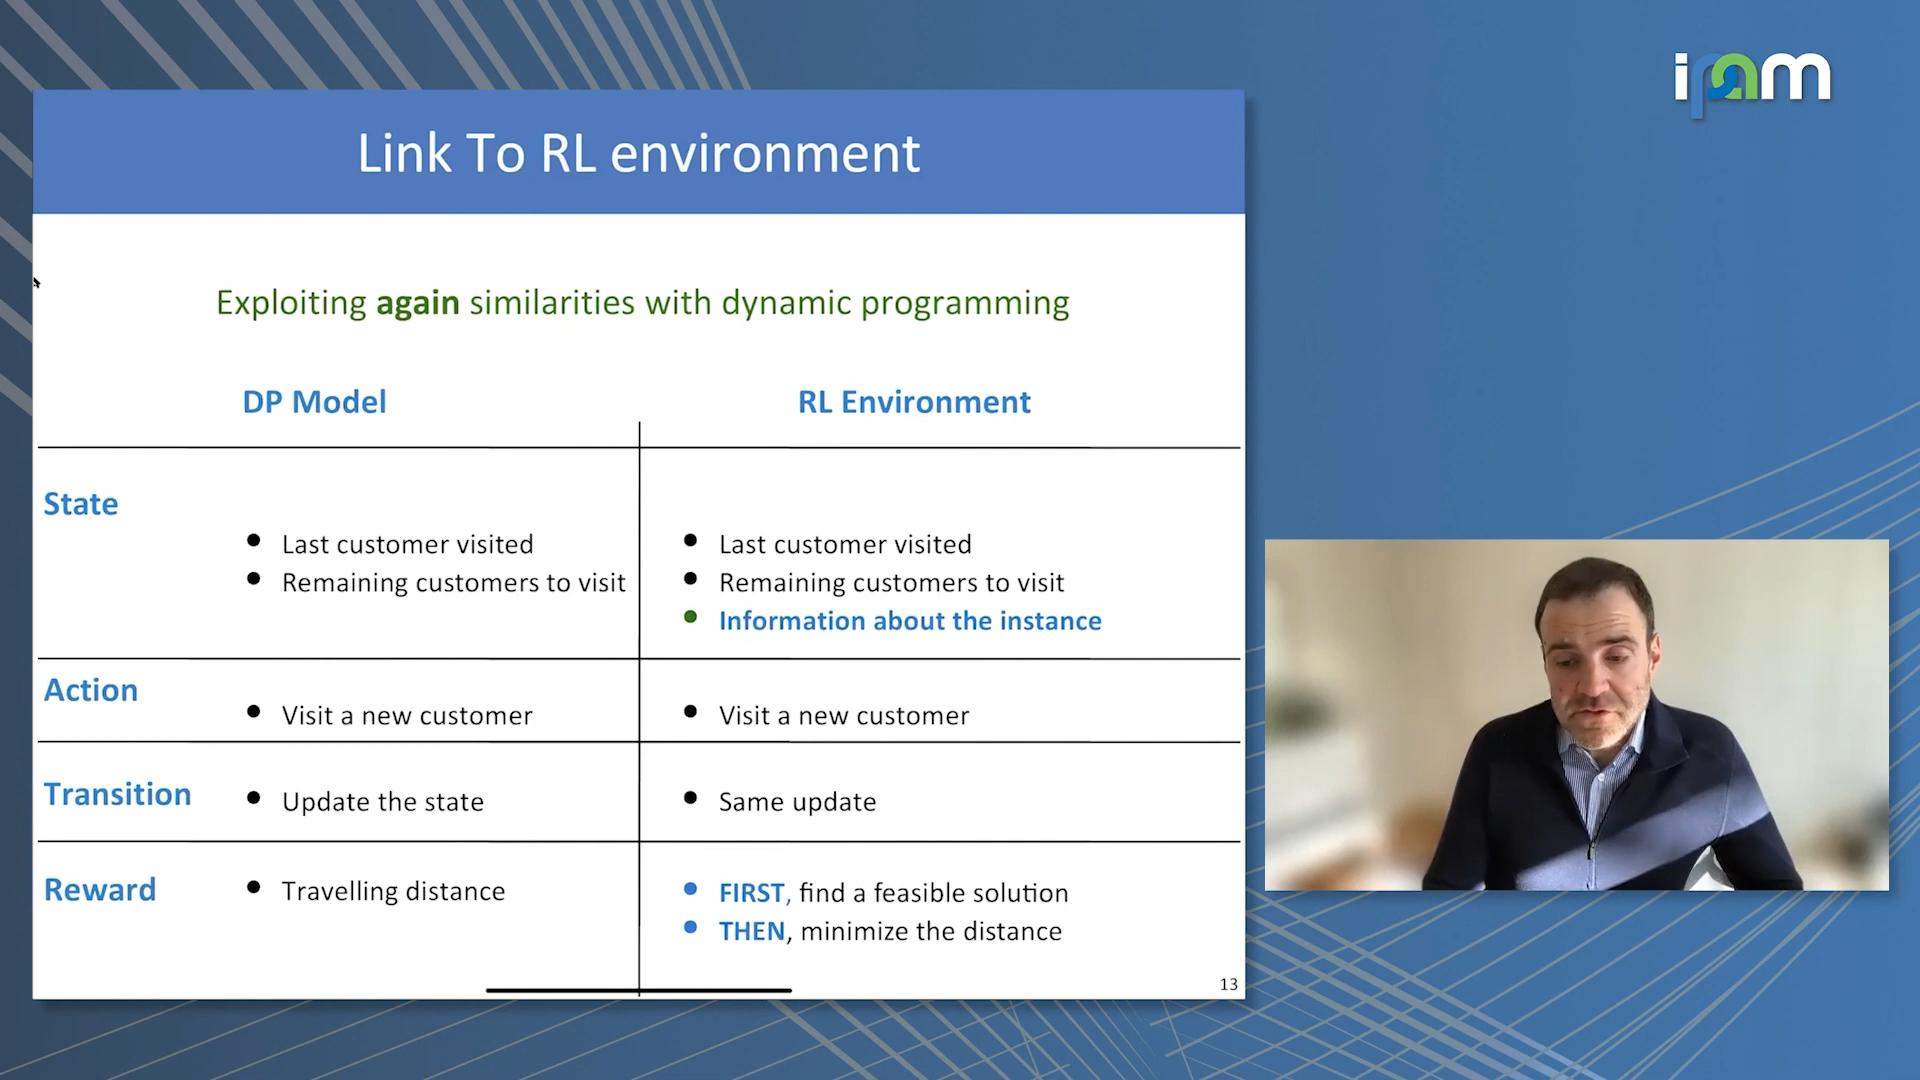 ipam
Link To RL environment
Exploiting again similarities with dynamic programming
DP Model
RL Environment
State
• Last customer visited
• Remaining customers to visit
• Last customer visited
• Remaining customers to visit
• Information about the instance
Action
• Visit a new customer
• Visit a new customer
Transition
• Update the state
• Same update
Reward
• Travelling distance
• FIRST, find a feasible solution
• THEN, minimize the distance
13